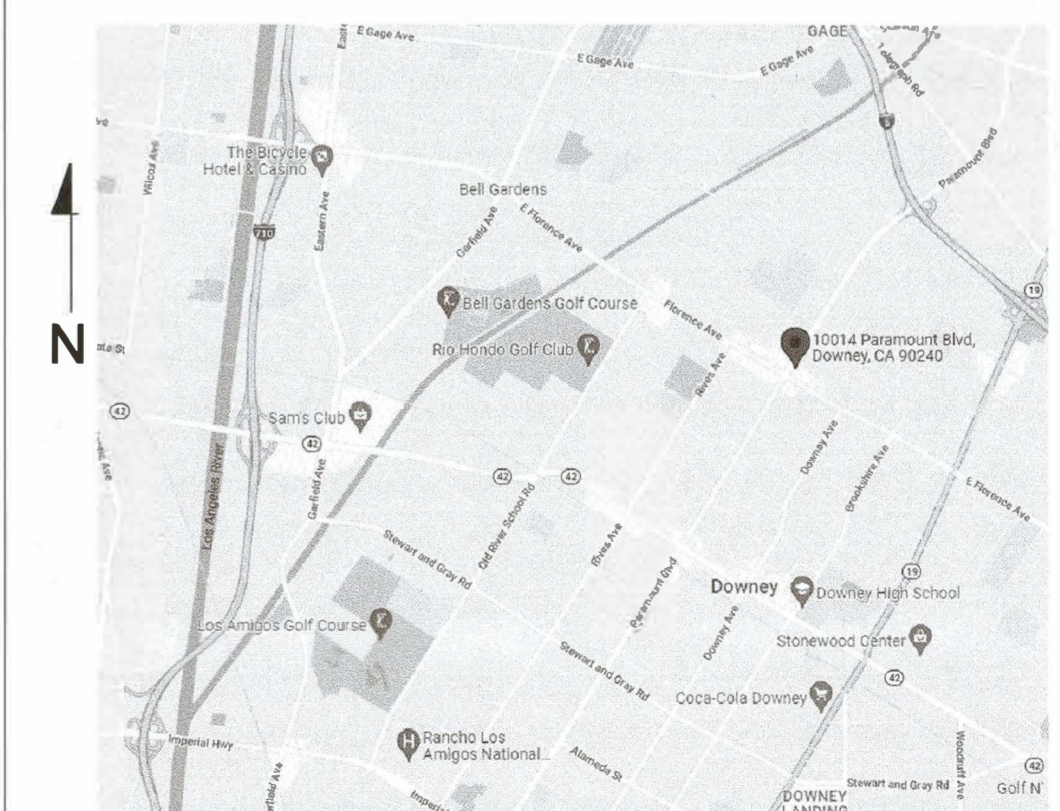 GAGE
E Gage Ave
E Gage Ave
E Gage Ave
Telegraph Rd
5
Wilcox Ave
The Bicycle
Hotel & Casino
Paramount Blvd
Bell Gardens
710
Eastern Ave
Garfield Ave
E Florence Ave
19
Bell Gardens Golf Course
Florence Ave
N
Rio Hondo Golf Club
10014 Paramount Blvd,
Downey, CA 90240
Rives Ave
42
Sam's Club
42
Downey Ave
Brookshire Ave
42
42
Garfield Ave
Los Angeles River
Old River School Rd
E Florence Ave
Stewart and Gray Rd
Rives Ave
Paramount Blvd
19
Downey
Downey High School
Los Amigos Golf Course
Downey Ave
Stonewood Center
Stewart and Gray Rd
42
Coca-Cola Downey
Imperial Hwy
Rancho Los
Amigos National...
Alameda St
Woodruff Ave
42
Stewart and Gray Rd
Golf N
DOWNEY
LANDING
Imperial